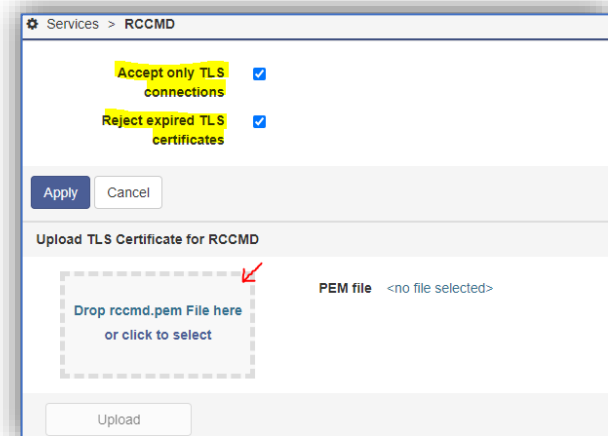 Services > RCCMD
Accept only TLS
connections
Reject expired TLS
certificates
Apply Cancel
Upload TLS Certificate for RCCMD
Drop rccmd.pem File here
or click to select
PEM file <no file selected>
Upload